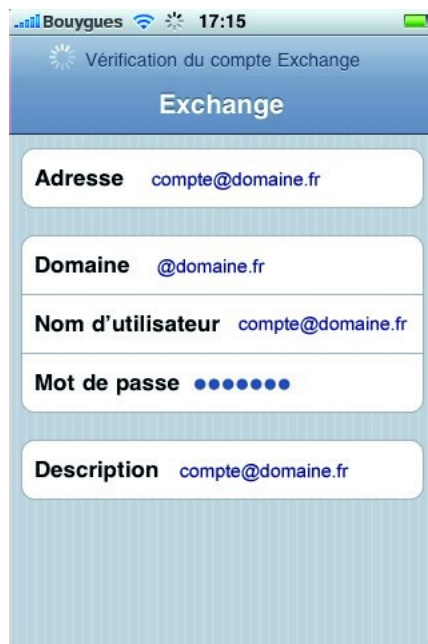 Bouygues 17:15
Vérification du compte Exchange
Exchange
Adresse compte@domaine.fr
Domaine @domaine.fr
Nom d'utilisateur compte@domaine.fr
Mot de passe ●●●●●●●
Description compte@domaine.fr